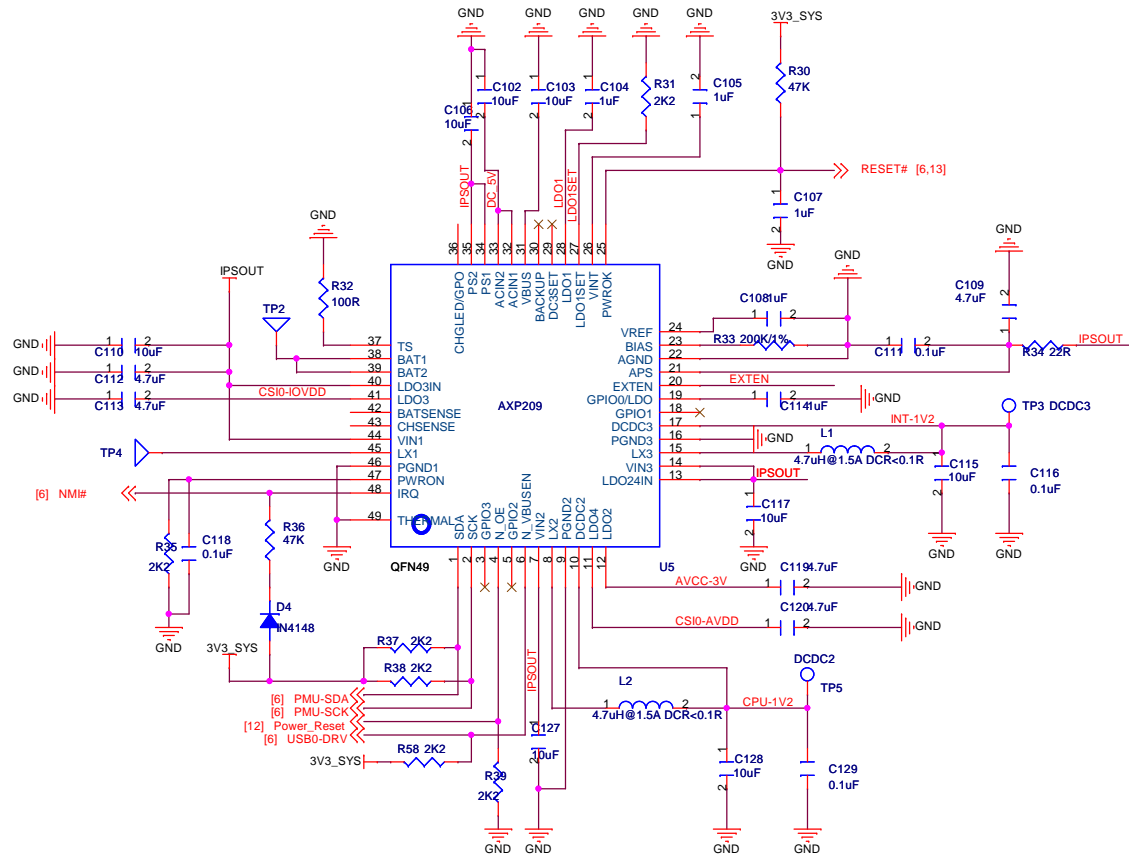 GND GND GND GND GND 3V3_SYS
C106 10uF
C102 10uF
C103 10uF
C104 1uF
R31 2K2
C105 1uF
R30 47K
IPSOUT
DC_5V
LDO1
LDO1SET
RESET# [6,13]
C107 1uF
GND
GND
R32 100R
IPSOUT
TP2
GND C110 10uF
GND C112 4.7uF
GND C113 4.7uF
CSI0-IOVDD
TP4
[6] NMI#
36 CHGLED/GPO
35 PS2
34 PS1
33 ACIN2
32 ACIN1
31 VBUS
30 BACKUP
29 DC3SET
28 LDO1
27 LDO1SET
26 VINT
25 PWROK
37 TS
38 BAT1
39 BAT2
40 LDO3IN
41 LDO3
42 BATSENSE
43 CHSENSE
44 VIN1
45 LX1
46 PGND1
47 PWRON
48 IRQ
49 THERMAL
AXP209
QFN49
U5
VREF 24
BIAS 23
AGND 22
APS 21
EXTEN 20
GPIO0/LDO 19
GPIO1 18
DCDC3 17
PGND3 16
LX3 15
VIN3 14
LDO24IN 13
SDA 1
SCK 2
GPIO3 3
N_OE 4
GPIO2 5
N_VBUSEN 6
VIN2 7
LX2 8
PGND2 9
DCDC2 10
LDO4 11
LDO2 12
GND
C108 1uF
R33 200K/1%
C111 0.1uF
GND
C109 4.7uF
R34 22R
IPSOUT
EXTEN
C114 1uF
GND
TP3 DCDC3
INT-1V2
GND
L1
4.7uH@1.5A DCR<0.1R
C115 10uF
C116 0.1uF
GND GND
IPSOUT
C117 10uF
GND
R35 2K2
C118 0.1uF
GND
R36 47K
D4 IN4148
GND
3V3_SYS
R37 2K2
R38 2K2
[6] PMU-SDA
[6] PMU-SCK
[12] Power_Reset
[6] USB0-DRV
3V3_SYS
R58 2K2
R39 2K2
GND
IPSOUT
C127 10uF
GND
AVCC-3V
C119 4.7uF
GND
CSI0-AVDD
C120 4.7uF
GND
L2
4.7uH@1.5A DCR<0.1R
CPU-1V2
DCDC2
TP5
C128 10uF
GND
C129 0.1uF
GND